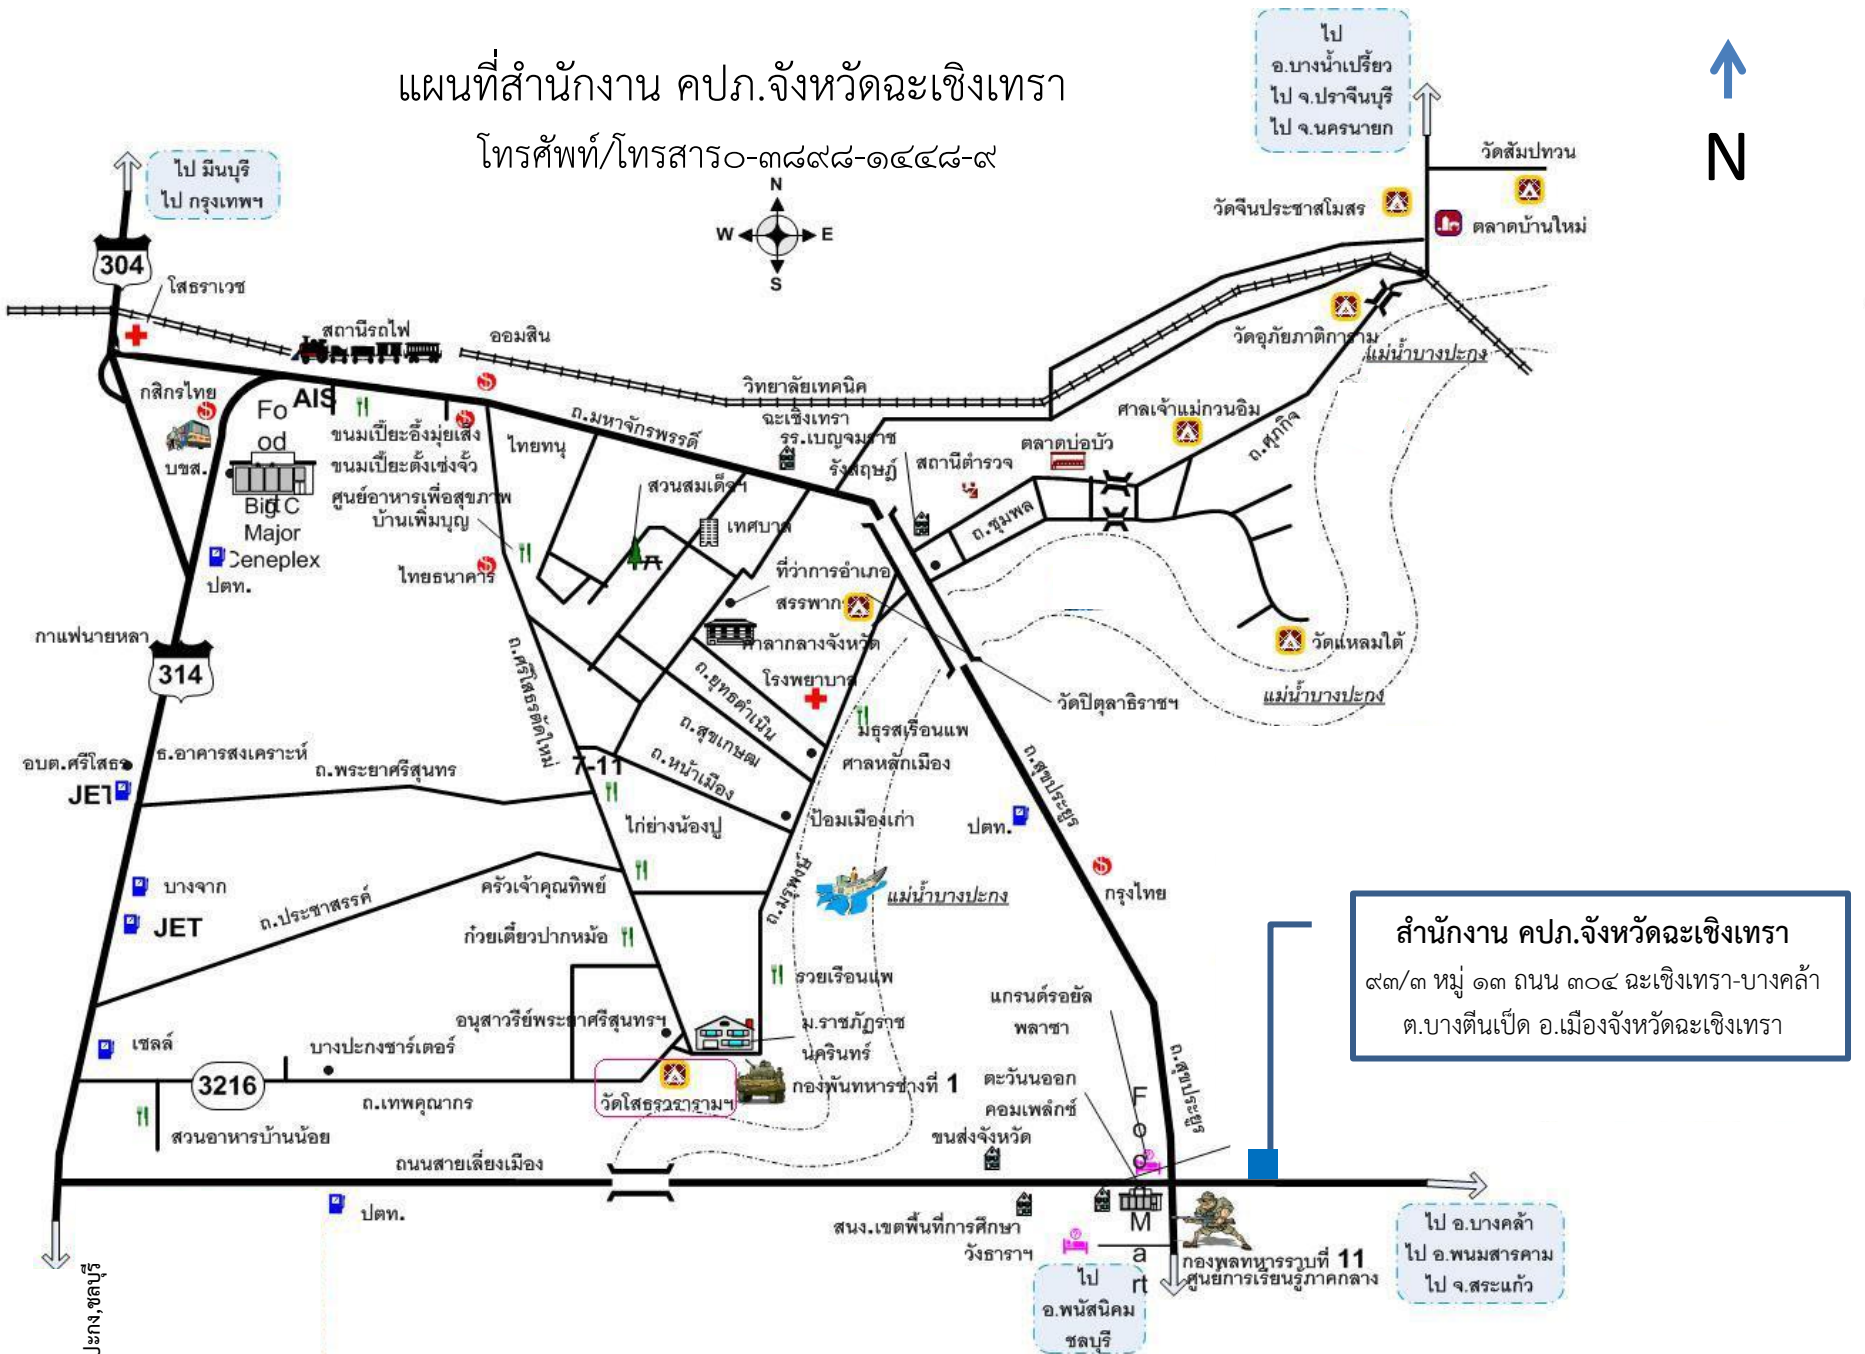 แผนที่สำนักงาน คปภ.จังหวัดฉะเชิงเทรา
โทรศัพท์/โทรสาร๐-๓๘๙๘-๑๔๔๘-๙
ไป
อ.บางน้ำเปรี้ยว
ไป จ.ปราจีนบุรี
ไป จ.นครนายก
N
วัดสัมปทวน
วัดจีนประชาสโมสร
ตลาดบ้านใหม่
ไป มีนบุรี
ไป กรุงเทพฯ
N
W
E
S
304
โสธราเวช
สถานีรถไฟ
ออมสิน
วัดอุภัยภาติการาม
แม่น้ำบางปะกง
กสิกรไทย
บขส.
Fo
od
AIS
Big C
Major
Ceneplex
ปตท.
ขนมเปี๊ยะอึ้งมุ่ยเส็ง
ขนมเปี๊ยะตั้งเซ่งจั้ว
ศูนย์อาหารเพื่อสุขภาพ
บ้านเพิ่มบุญ
ไทยทนุ
ไทยธนาคาร
ถ.มหาจักรพรรดิ์
วิทยาลัยเทคนิค
ฉะเชิงเทรา
รร.เบญจมราช
รังสฤษฎ์
สถานีตำรวจ
ตลาดบ่อบัว
ศาลเจ้าแม่กวนอิม
ถ.ศุภกิจ
ถ.ชุมพล
สวนสมเด็จฯ
เทศบาล
ที่ว่าการอำเภอ
สรรพากร
ศาลากลางจังหวัด
โรงพยาบาล
วัดแหลมใต้
แม่น้ำบางปะกง
วัดปิตุลาธิราชฯ
กาแฟนายหลา
314
ถ.ศรีโสธรตัดใหม่
ถ.ยุทธดำเนิน
ถ.สุขเกษฒ
ถ.หน้าเมือง
มธุรสเรือนแพ
ศาลหลักเมือง
ถ.สุขประยูร
อบต.ศรีโสธร
ธ.อาคารสงเคราะห์
JET
ถ.พระยาศรีสุนทร
7-11
ไก่ย่างน้องปู
ป้อมเมืองเก่า
ปตท.
บางจาก
JET
ถ.ประชาสรรค์
ครัวเจ้าคุณทิพย์
ก๋วยเตี๋ยวปากหม้อ
ถ.มรุพงษ์
แม่น้ำบางปะกง
กรุงไทย
รวยเรือนแพ
สำนักงาน คปภ.จังหวัดฉะเชิงเทรา
๙๓/๓ หมู่ ๑๓ ถนน ๓๐๔ ฉะเชิงเทรา-บางคล้า
ต.บางตีนเป็ด อ.เมืองจังหวัดฉะเชิงเทรา
เชลล์
บางปะกงชาร์เตอร์
อนุสาวรีย์พระยาศรีสุนทรฯ
ม.ราชภัฏราช
นครินทร์
3216
ถ.เทพคุณากร
วัดโสธรวรารามฯ
กองพันทหารช่างที่ 1
แกรนด์รอยัล
พลาซา
ตะวันนออก
คอมเพล็กซ์
ขนส่งจังหวัด
ถ.สุขประยูร
สวนอาหารบ้านน้อย
ถนนสายเลี่ยงเมือง
ปตท.
สนง.เขตพื้นที่การศึกษา
วังธาราฯ
M
a
rt
กองพลทหารราบที่ 11
ศูนย์การเรียนรู้ภาคกลาง
ไป
อ.พนัสนิคม
ชลบุรี
ไป อ.บางคล้า
ไป อ.พนมสารคาม
ไป จ.สระแก้ว
ปะกง,ชลบุรี